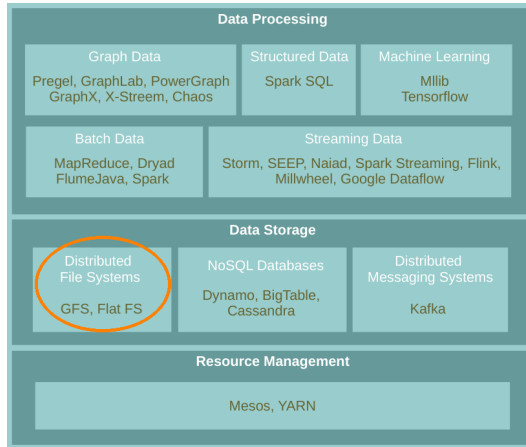 Data Processing
Graph Data
Pregel, GraphLab, PowerGraph
GraphX, X-Streem, Chaos
Structured Data
Spark SQL
Machine Learning
Mllib
Tensorflow
Batch Data
MapReduce, Dryad
FlumeJava, Spark
Streaming Data
Storm, SEEP, Naiad, Spark Streaming, Flink,
Millwheel, Google Dataflow
Data Storage
Distributed
File Systems
GFS, Flat FS
NoSQL Databases
Dynamo, BigTable,
Cassandra
Distributed
Messaging Systems
Kafka
Resource Management
Mesos, YARN